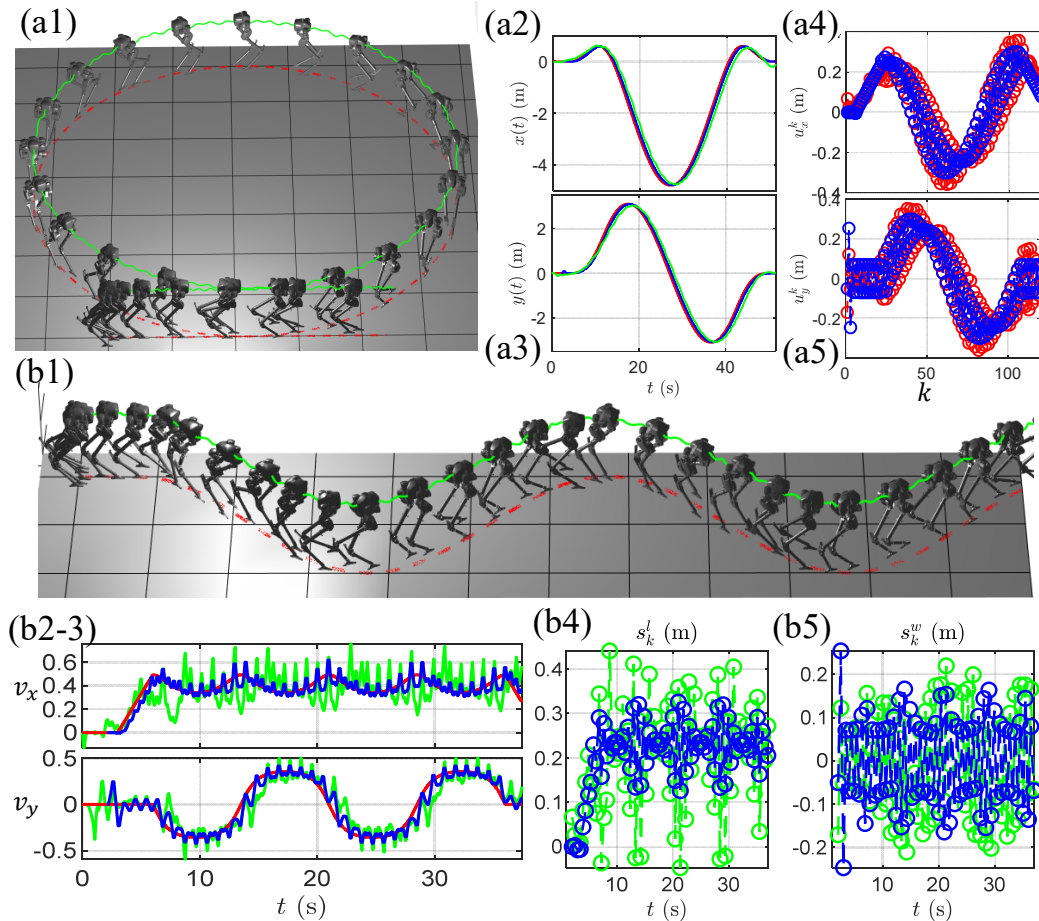 (a1)
(a2)
x(t) (m)
0
-2
-4
(a3)
y(t) (m)
2
0
-2
0
20
40
t (s)
(a4)
u_x^k (m)
0.2
0
-0.2
-0.4
(a5)
u_y^k (m)
0.4
0.2
0
-0.2
0
50
100
k
(b1)
(b2-3)
v_x
0.6
0.4
0.2
0
v_y
0.5
0
-0.5
0
10
20
30
t (s)
(b4)
s_k^l (m)
0.4
0.3
0.2
0.1
0
10
20
30
t (s)
(b5)
s_k^w (m)
0.2
0.1
0
-0.1
-0.2
10
20
30
t (s)